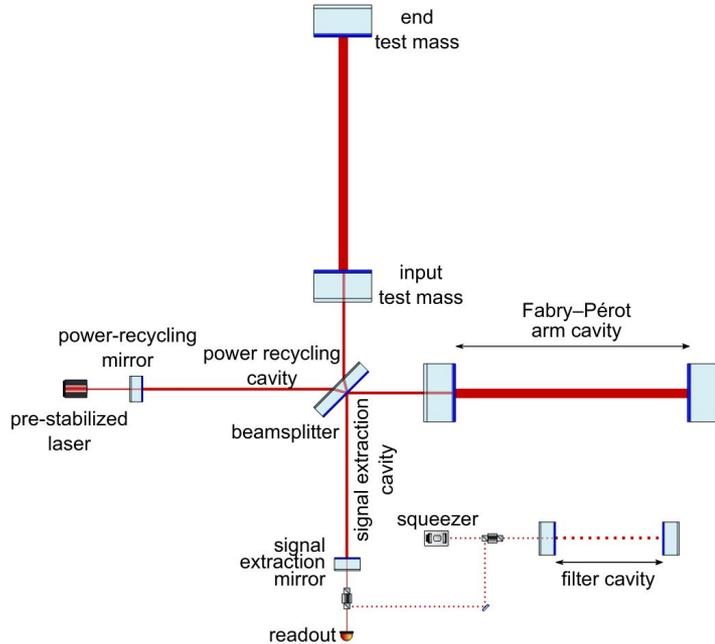 end
test mass
input
test mass
Fabry–Pérot
arm cavity
power-recycling
mirror
power recycling
cavity
pre-stabilized
laser
beamsplitter
signal extraction
cavity
squeezer
signal
extraction
mirror
filter cavity
readout